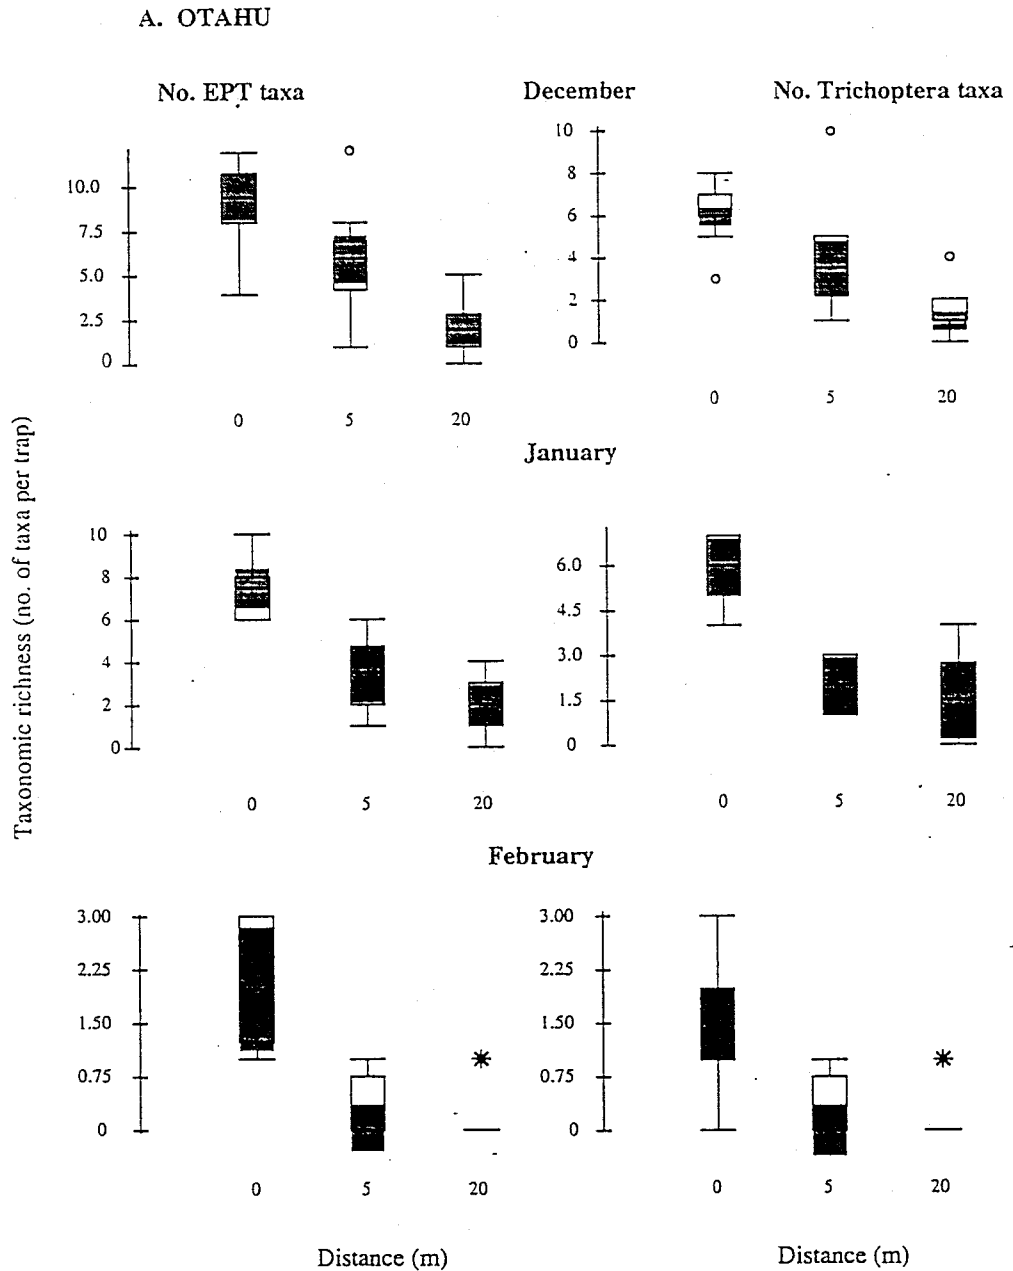 A. OTAHU
No. EPT taxa
December
No. Trichoptera taxa
10.0
7.5
5.0
2.5
0
0 5 20
10
8
6
4
2
0
0 5 20
Taxonomic richness (no. of taxa per trap)
January
10
8
6
4
2
0
0 5 20
6.0
4.5
3.0
1.5
0
0 5 20
February
3.00
2.25
1.50
0.75
0
0 5 20
3.00
2.25
1.50
0.75
0
0 5 20
Distance (m)
Distance (m)